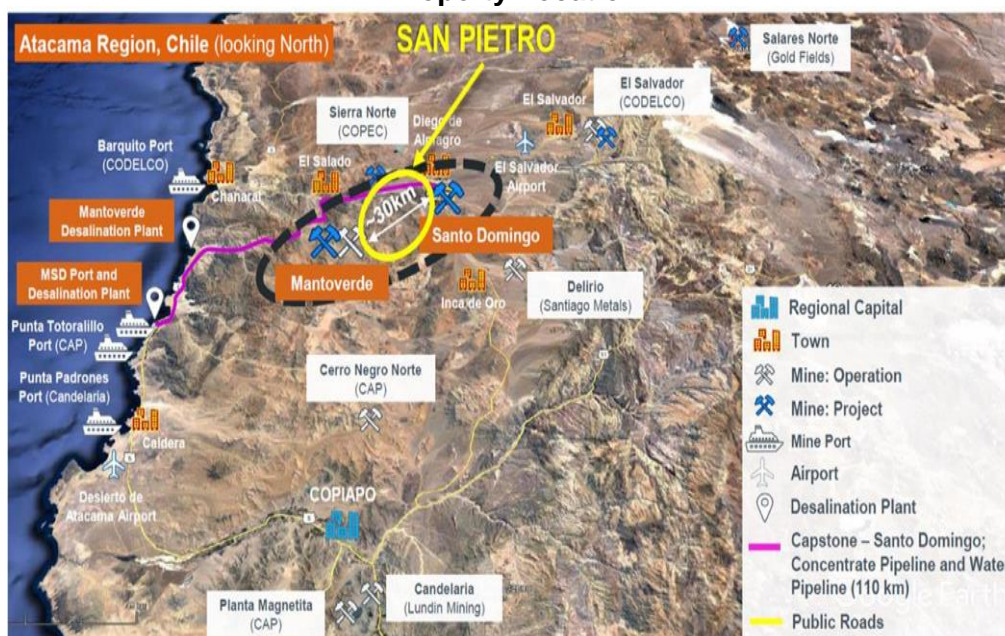 Atacama Region, Chile (looking North)
SAN PIETRO
Salares Norte
(Gold Fields)
El Salvador
(CODELCO)
El Salvador
Sierra Norte
(COPEC)
Diego de
Almagro
Barquito Port
(CODELCO)
El Salado
El Salvador
Airport
Chañaral
~30km
Mantoverde
Desalination Plant
Santo Domingo
MSD Port and
Desalination Plant
Mantoverde
Inca de Oro
Delirio
(Santiago Metals)
Punta Totoralillo
Port (CAP)
Punta Padrones
Port (Candelaria)
Cerro Negro Norte
(CAP)
Caldera
Desierto de
Atacama Airport
COPIAPO
Planta Magnetita
(CAP)
Candelaria
(Lundin Mining)
Regional Capital
Town
Mine: Operation
Mine: Project
Mine Port
Airport
Desalination Plant
Capstone – Santo Domingo;
Concentrate Pipeline and Wate
Pipeline (110 km)
Public Roads